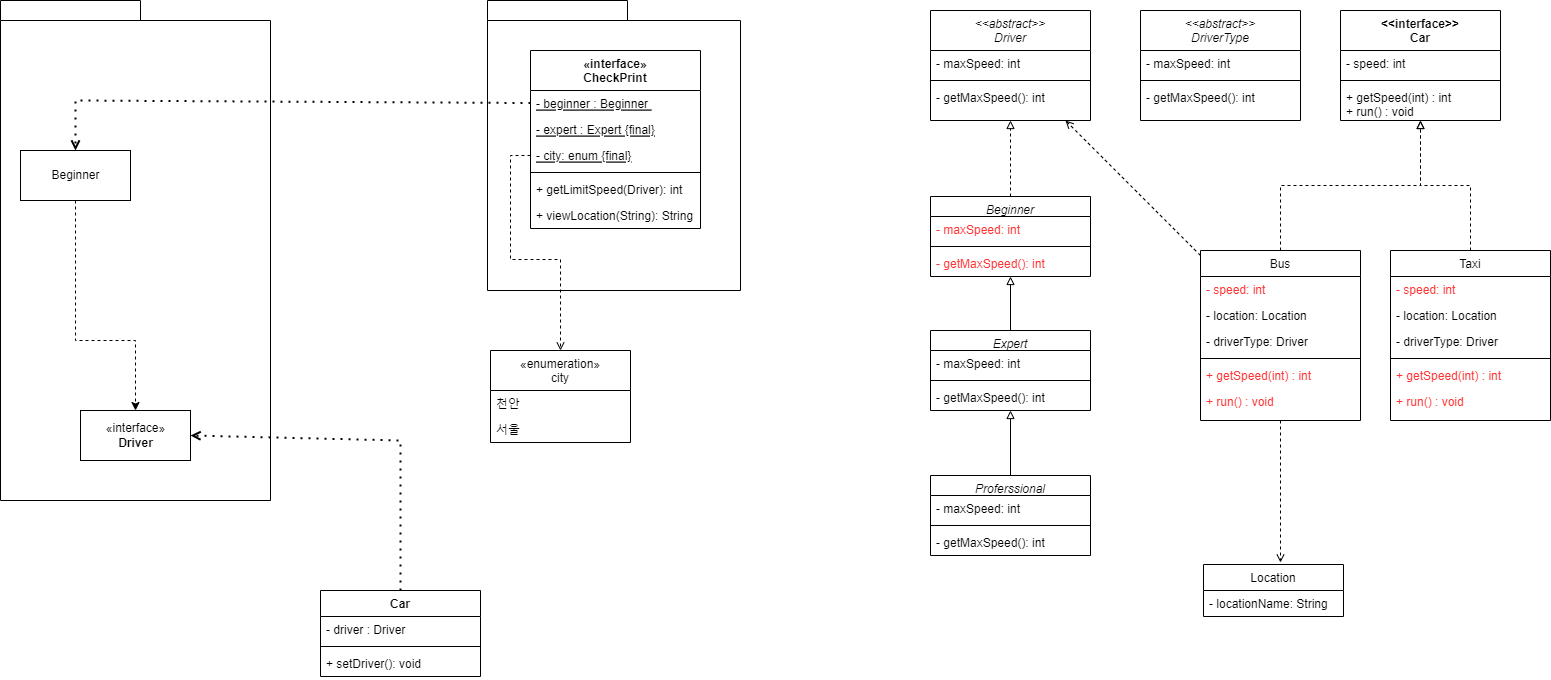 «interface»
CheckPrint
- beginner : Beginner
- expert : Expert {final}
- city: enum {final}
+ getLimitSpeed(Driver): int
+ viewLocation(String): String
Beginner
«enumeration»
city
천안
서울
«interface»
Driver
Car
- driver : Driver
+ setDriver(): void
<<abstract>>
Driver
- maxSpeed: int
- getMaxSpeed(): int
<<abstract>>
DriverType
- maxSpeed: int
- getMaxSpeed(): int
<<interface>>
Car
- speed: int
+ getSpeed(int) : int
+ run() : void
Beginner
- maxSpeed: int
- getMaxSpeed(): int
Expert
- maxSpeed: int
- getMaxSpeed(): int
Proferssional
- maxSpeed: int
- getMaxSpeed(): int
Bus
- speed: int
- location: Location
- driverType: Driver
+ getSpeed(int) : int
+ run() : void
Taxi
- speed: int
- location: Location
- driverType: Driver
+ getSpeed(int) : int
+ run() : void
Location
- locationName: String